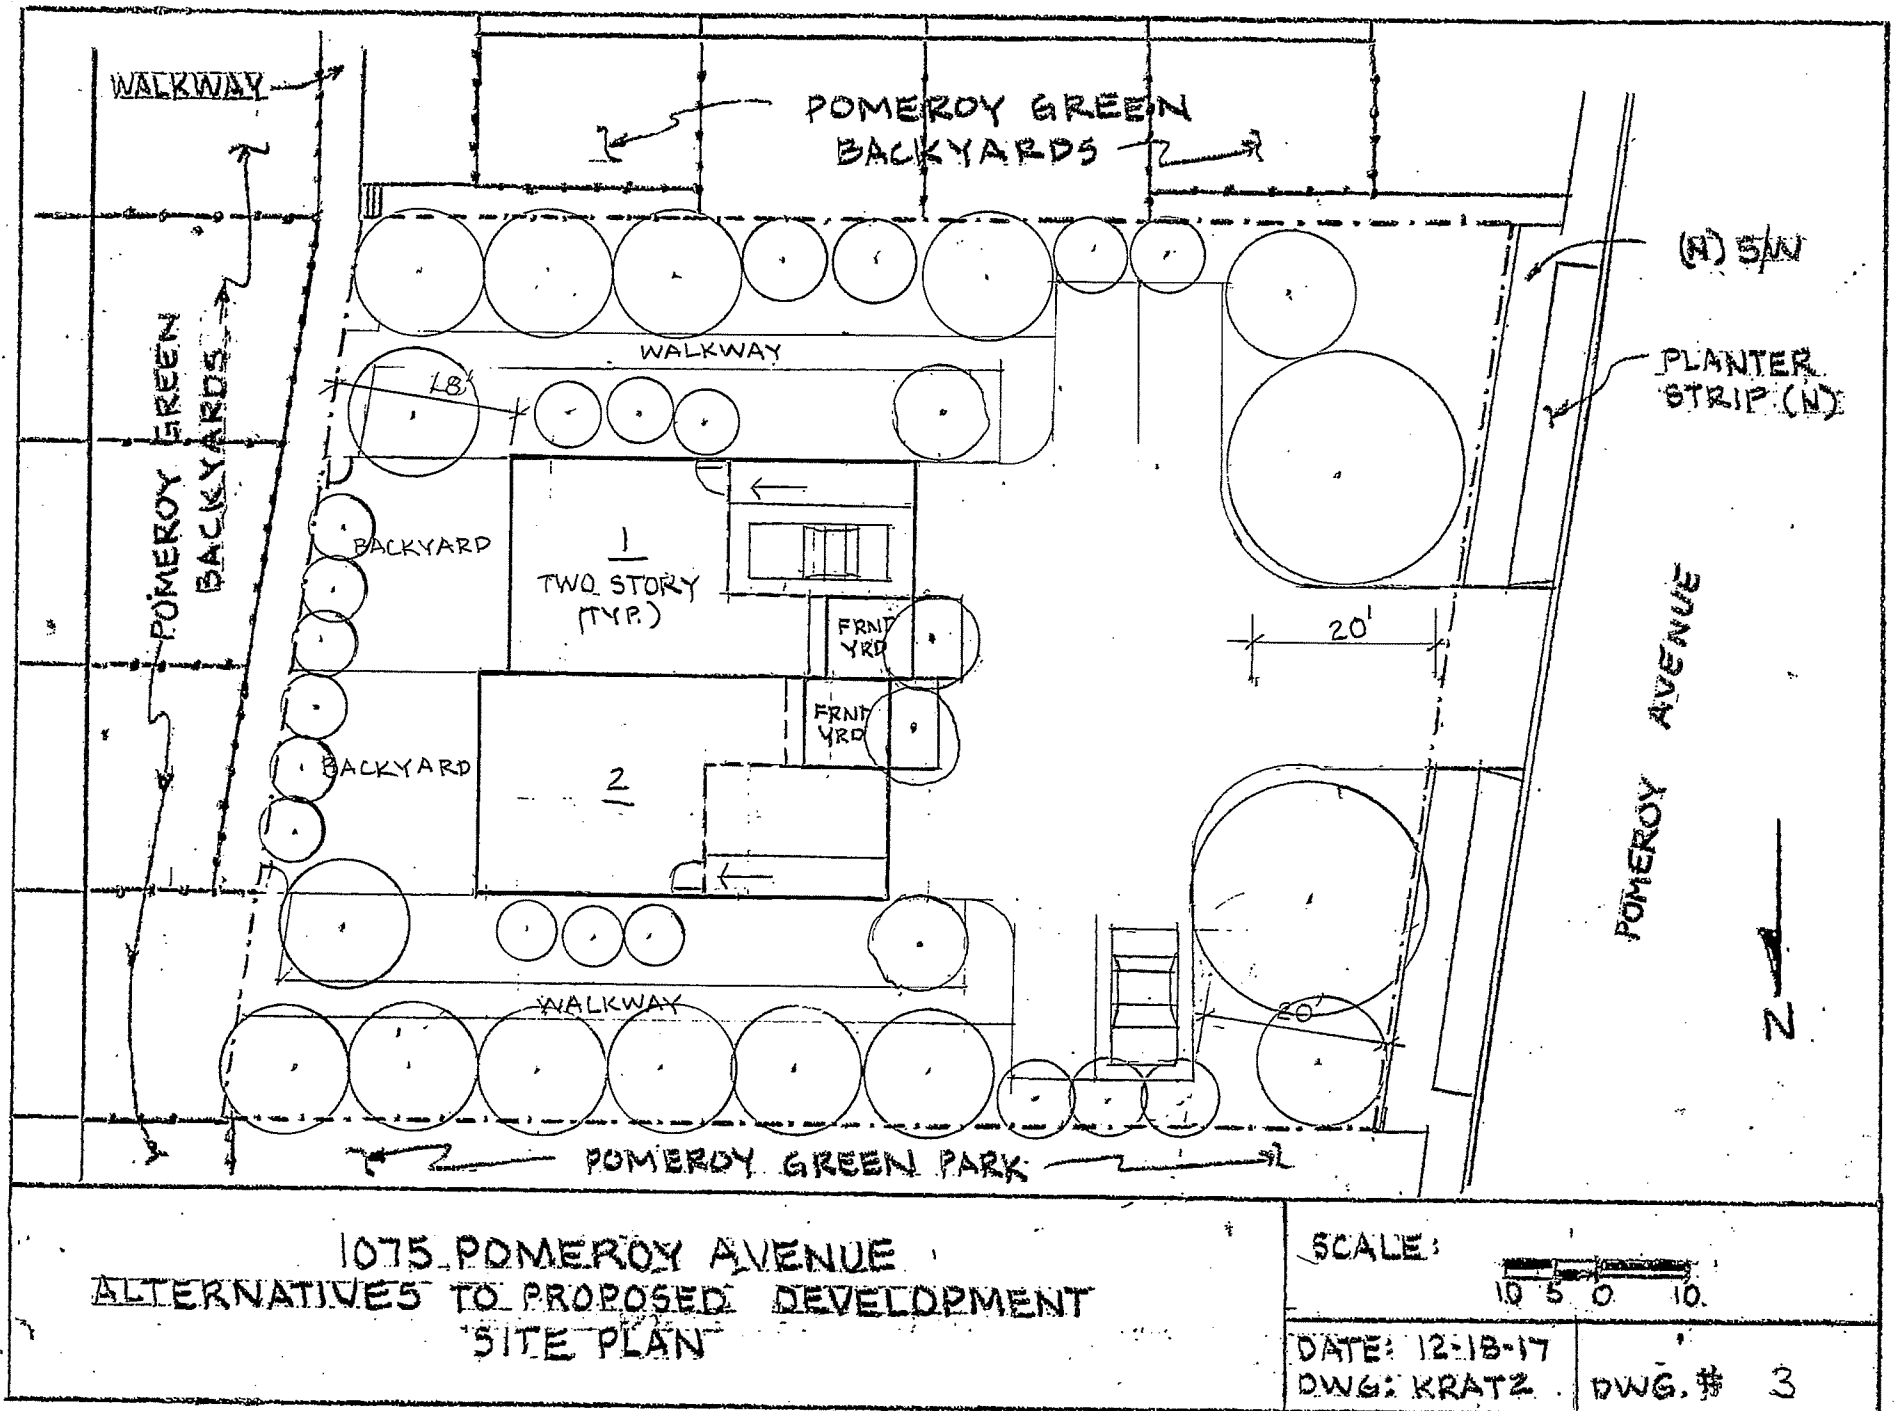 WALKWAY
POMEROY GREEN
BACKYARDS
(N) S/W
PLANTER
STRIP (N)
POMEROY GREEN
BACKYARDS
WALKWAY
18'
BACKYARD
1
TWO STORY
(TYP.)
FRNT
YRD
20'
POMEROY AVENUE
FRNT
YRD
BACKYARD
2
WALKWAY
20'
N
POMEROY GREEN PARK
1075 POMEROY AVENUE
ALTERNATIVES TO PROPOSED DEVELOPMENT
SITE PLAN
SCALE:
10 5 0 10
DATE: 12-18-17
DWG: KRATZ
DWG. # 3